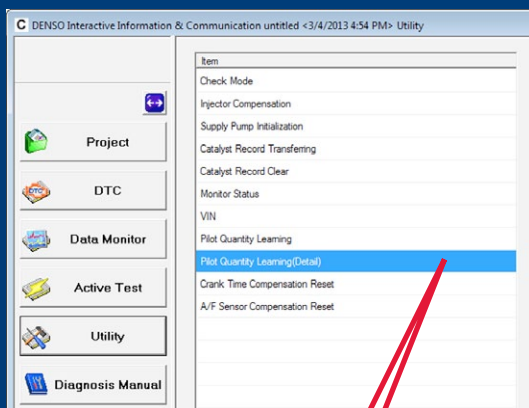 C DENSO Interactive Information & Communication untitled <3/4/2013 4:54 PM> Utility
Item
Check Mode
Injector Compensation
Supply Pump Initialization
Catalyst Record Transferring
Catalyst Record Clear
Monitor Status
VIN
Pilot Quantity Learning
Pilot Quantity Learning(Detail)
Crank Time Compensation Reset
A/F Sensor Compensation Reset
Project
DTC
DTC
Data Monitor
Active Test
Utility
Diagnosis Manual